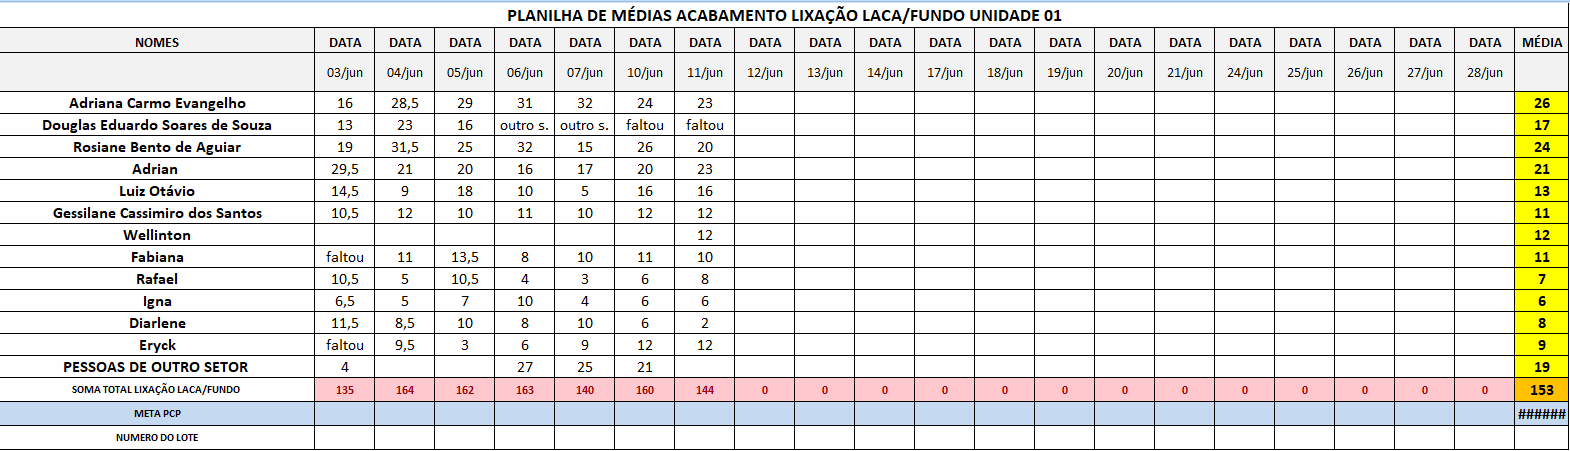 PLANILHA DE MÉDIAS ACABAMENTO LIXAÇÃO LACA/FUNDO UNIDADE 01
NOMES DATA DATA DATA DATA DATA DATA DATA DATA DATA DATA DATA DATA DATA DATA DATA DATA DATA DATA DATA DATA MÉDIA
03/jun 04/jun 05/jun 06/jun 07/jun 10/jun 11/jun 12/jun 13/jun 14/jun 17/jun 18/jun 19/jun 20/jun 21/jun 24/jun 25/jun 26/jun 27/jun 28/jun
Adriana Carmo Evangelho 16 28,5 29 31 32 24 23 26
Douglas Eduardo Soares de Souza 13 23 16 outro s. outro s. faltou faltou 17
Rosiane Bento de Aguiar 19 31,5 25 32 15 26 20 24
Adrian 29,5 21 20 16 17 20 23 21
Luiz Otávio 14,5 9 18 10 5 16 16 13
Gessilane Cassimiro dos Santos 10,5 12 10 11 10 12 12 11
Wellinton 12 12
Fabiana faltou 11 13,5 8 10 11 10 11
Rafael 10,5 5 10,5 4 3 6 8 7
Igna 6,5 5 7 10 4 6 6 6
Diarlene 11,5 8,5 10 8 10 6 2 8
Eryck faltou 9,5 3 6 9 12 12 9
PESSOAS DE OUTRO SETOR 4 27 25 21 19
SOMA TOTAL LIXAÇÃO LACA/FUNDO 135 164 162 163 140 160 144 0 0 0 0 0 0 0 0 0 0 0 0 0 153
META PCP ######
NUMERO DO LOTE